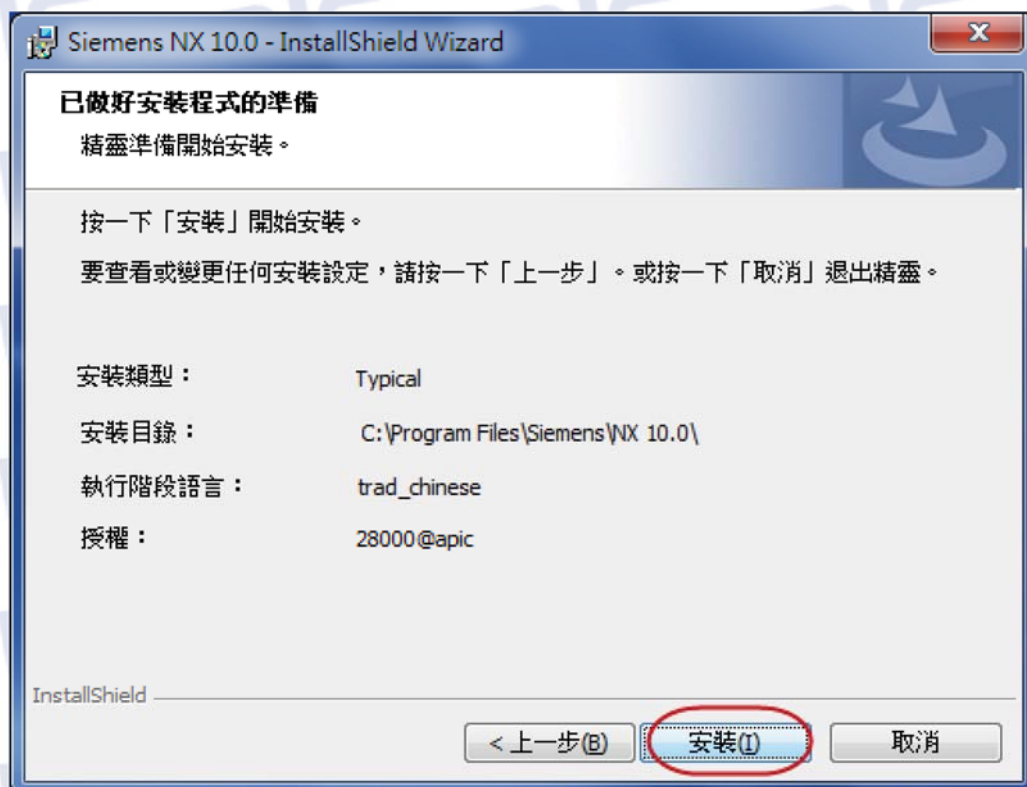 Siemens NX 10.0 - InstallShield Wizard
已做好安裝程式的準備
精靈準備開始安裝。
按一下「安裝」開始安裝。
要查看或變更任何安裝設定，請按一下「上一步」。或按一下「取消」退出精靈。
安裝類型： Typical
安裝目錄： C:\Program Files\Siemens\NX 10.0\
執行階段語言： trad_chinese
授權： 28000@apic
InstallShield
< 上一步(B) 安裝(I) 取消